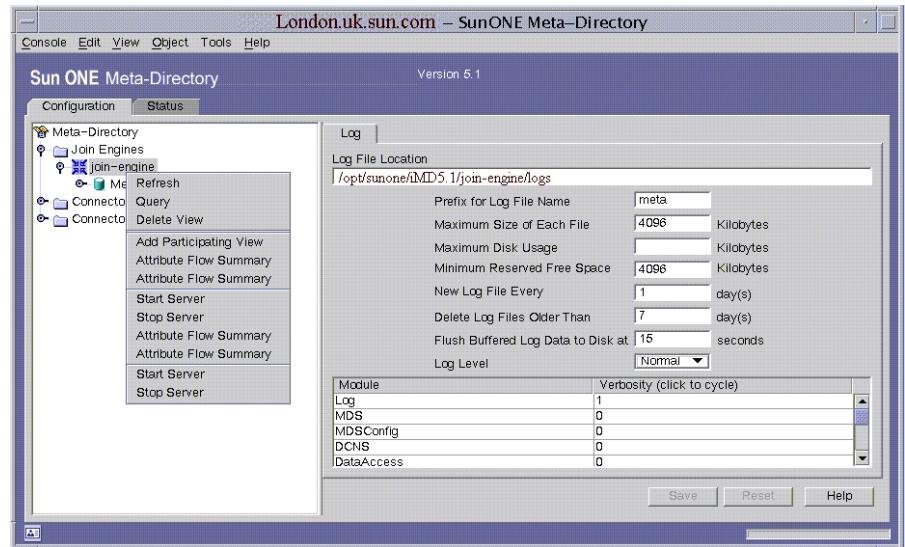 London.uk.sun.com – SunONE Meta–Directory
Console Edit View Object Tools Help
Sun ONE Meta-Directory
Version 5.1
Configuration Status
Meta–Directory
Join Engines
join–engine
Me
Connecto
Connecto
Refresh
Query
Delete View
Add Participating View
Attribute Flow Summary
Attribute Flow Summary
Start Server
Stop Server
Attribute Flow Summary
Attribute Flow Summary
Start Server
Stop Server
Log
Log File Location
/opt/sunone/iMD5.1/join-engine/logs
Prefix for Log File Name meta
Maximum Size of Each File 4096 Kilobytes
Maximum Disk Usage Kilobytes
Minimum Reserved Free Space 4096 Kilobytes
New Log File Every 1 day(s)
Delete Log Files Older Than 7 day(s)
Flush Buffered Log Data to Disk at 15 seconds
Log Level Normal
Module Verbosity (click to cycle)
Log 1
MDS 0
MDSConfig 0
DCNS 0
DataAccess 0
Save Reset Help